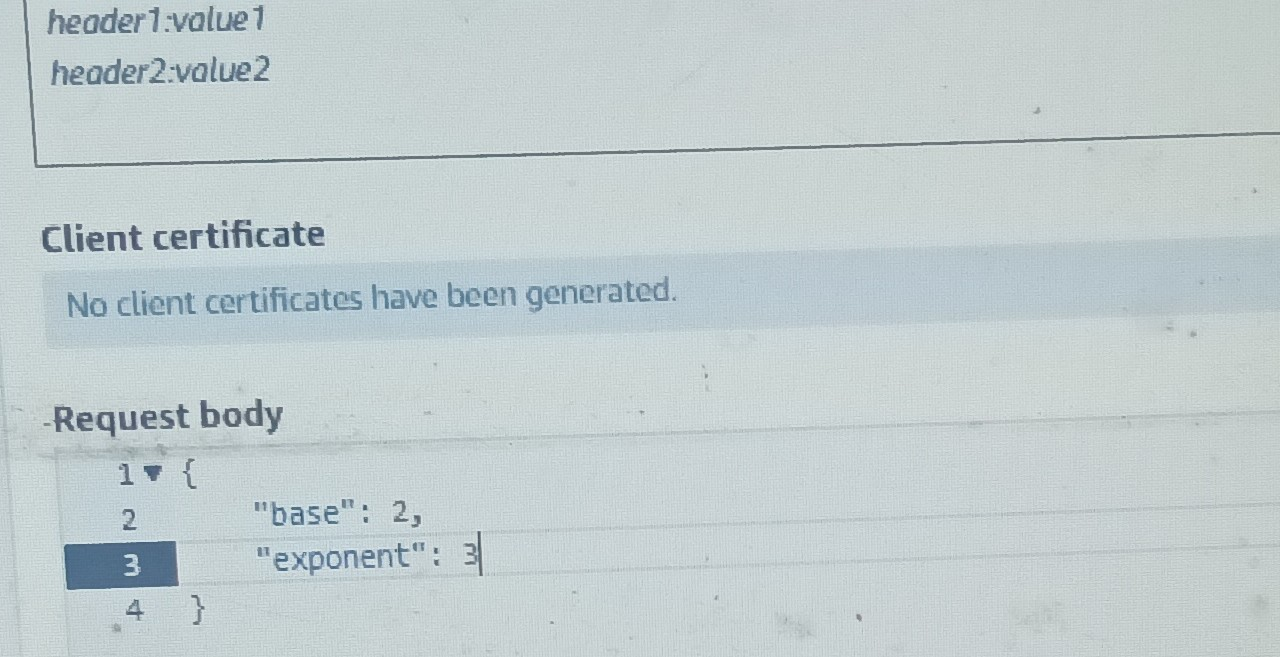 header1:value1
header2:value2
Client certificate
No client certificates have been generated.
Request body
1 {
2 "base": 2,
3 "exponent": 3
4 }